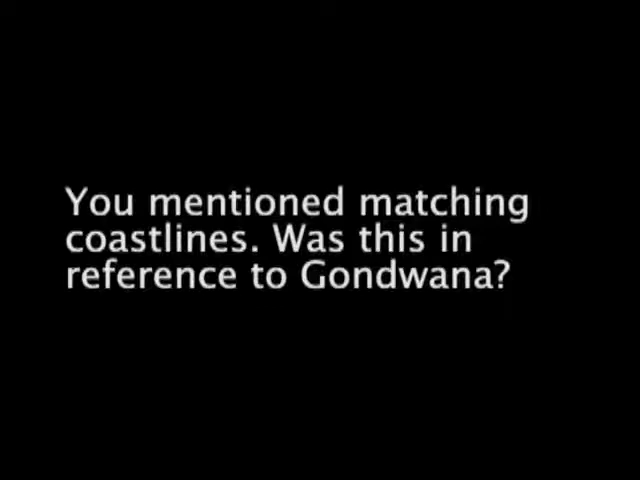 You mentioned matching
coastlines. Was this in
reference to Gondwana?